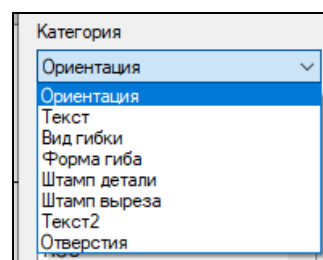 Категория
Ориентация
Ориентация
Текст
Вид гибки
Форма гиба
Штамп детали
Штамп выреза
Текст2
Отверстия